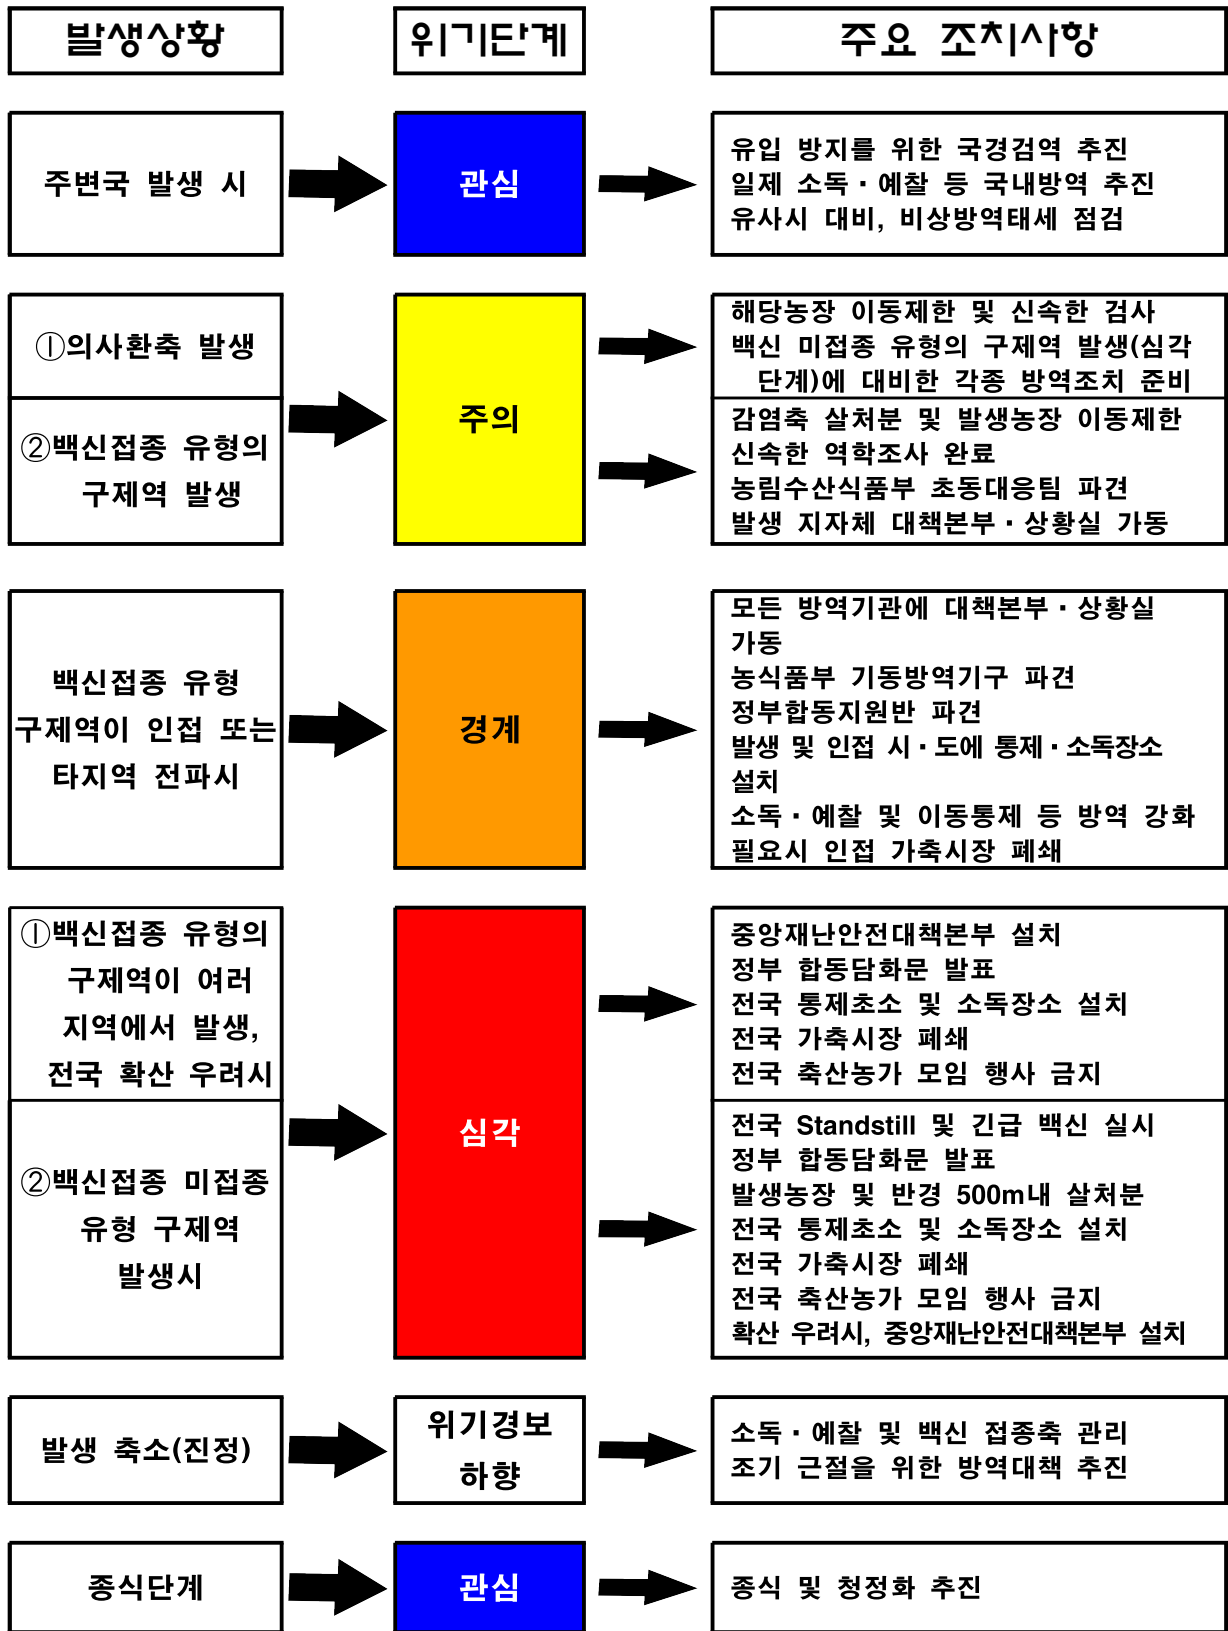 발생상황
위기단계
주요 조치사항
주변국 발생 시
관심
유입 방지를 위한 국경검역 추진
일제 소독·예찰 등 국내방역 추진
유사시 대비, 비상방역태세 점검
①의사환축 발생
②백신접종 유형의
구제역 발생
주의
해당농장 이동제한 및 신속한 검사
백신 미접종 유형의 구제역 발생(심각
단계)에 대비한 각종 방역조치 준비
감염축 살처분 및 발생농장 이동제한
신속한 역학조사 완료
농림수산식품부 초동대응팀 파견
발생 지자체 대책본부·상황실 가동
백신접종 유형
구제역이 인접 또는
타지역 전파시
경계
모든 방역기관에 대책본부·상황실
가동
농식품부 기동방역기구 파견
정부합동지원반 파견
발생 및 인접 시·도에 통제·소독장소
설치
소독·예찰 및 이동통제 등 방역 강화
필요시 인접 가축시장 폐쇄
①백신접종 유형의
구제역이 여러
지역에서 발생,
전국 확산 우려시
②백신접종 미접종
유형 구제역
발생시
심각
중앙재난안전대책본부 설치
정부 합동담화문 발표
전국 통제초소 및 소독장소 설치
전국 가축시장 폐쇄
전국 축산농가 모임 행사 금지
전국 Standstill 및 긴급 백신 실시
정부 합동담화문 발표
발생농장 및 반경 500m내 살처분
전국 통제초소 및 소독장소 설치
전국 가축시장 폐쇄
전국 축산농가 모임 행사 금지
확산 우려시, 중앙재난안전대책본부 설치
발생 축소(진정)
위기경보
하향
소독·예찰 및 백신 접종축 관리
조기 근절을 위한 방역대책 추진
종식단계
관심
종식 및 청정화 추진